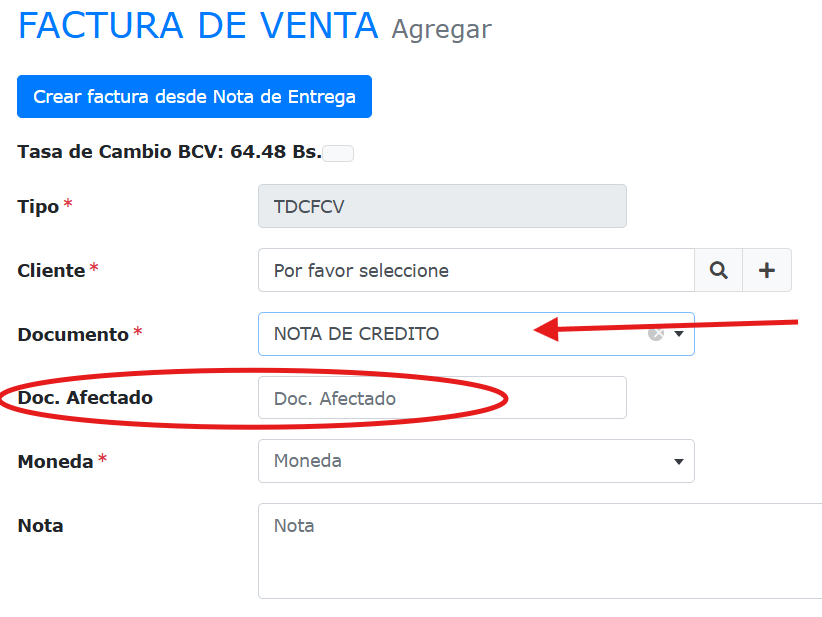 FACTURA DE VENTA Agregar
Crear factura desde Nota de Entrega
Tasa de Cambio BCV: 64.48 Bs.
Tipo * TDCFCV
Cliente * Por favor seleccione
Documento * NOTA DE CREDITO
Doc. Afectado Doc. Afectado
Moneda * Moneda
Nota Nota